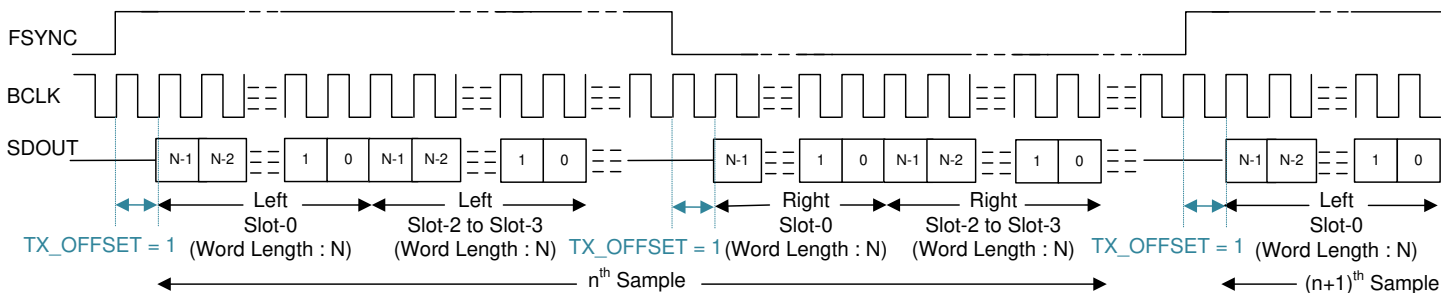 FSYNC
BCLK
SDOUT
N-1 N-2 1 0 N-1 N-2 1 0 N-1 1 0 N-1 N-2 1 0 N-1 N-2 1 0
Left Left Right Right Left
Slot-0 Slot-2 to Slot-3 Slot-0 Slot-2 to Slot-3 Slot-0
TX_OFFSET = 1 (Word Length : N) (Word Length : N) TX_OFFSET = 1 (Word Length : N) (Word Length : N) TX_OFFSET = 1 (Word Length : N)
nth Sample (n+1)th Sample